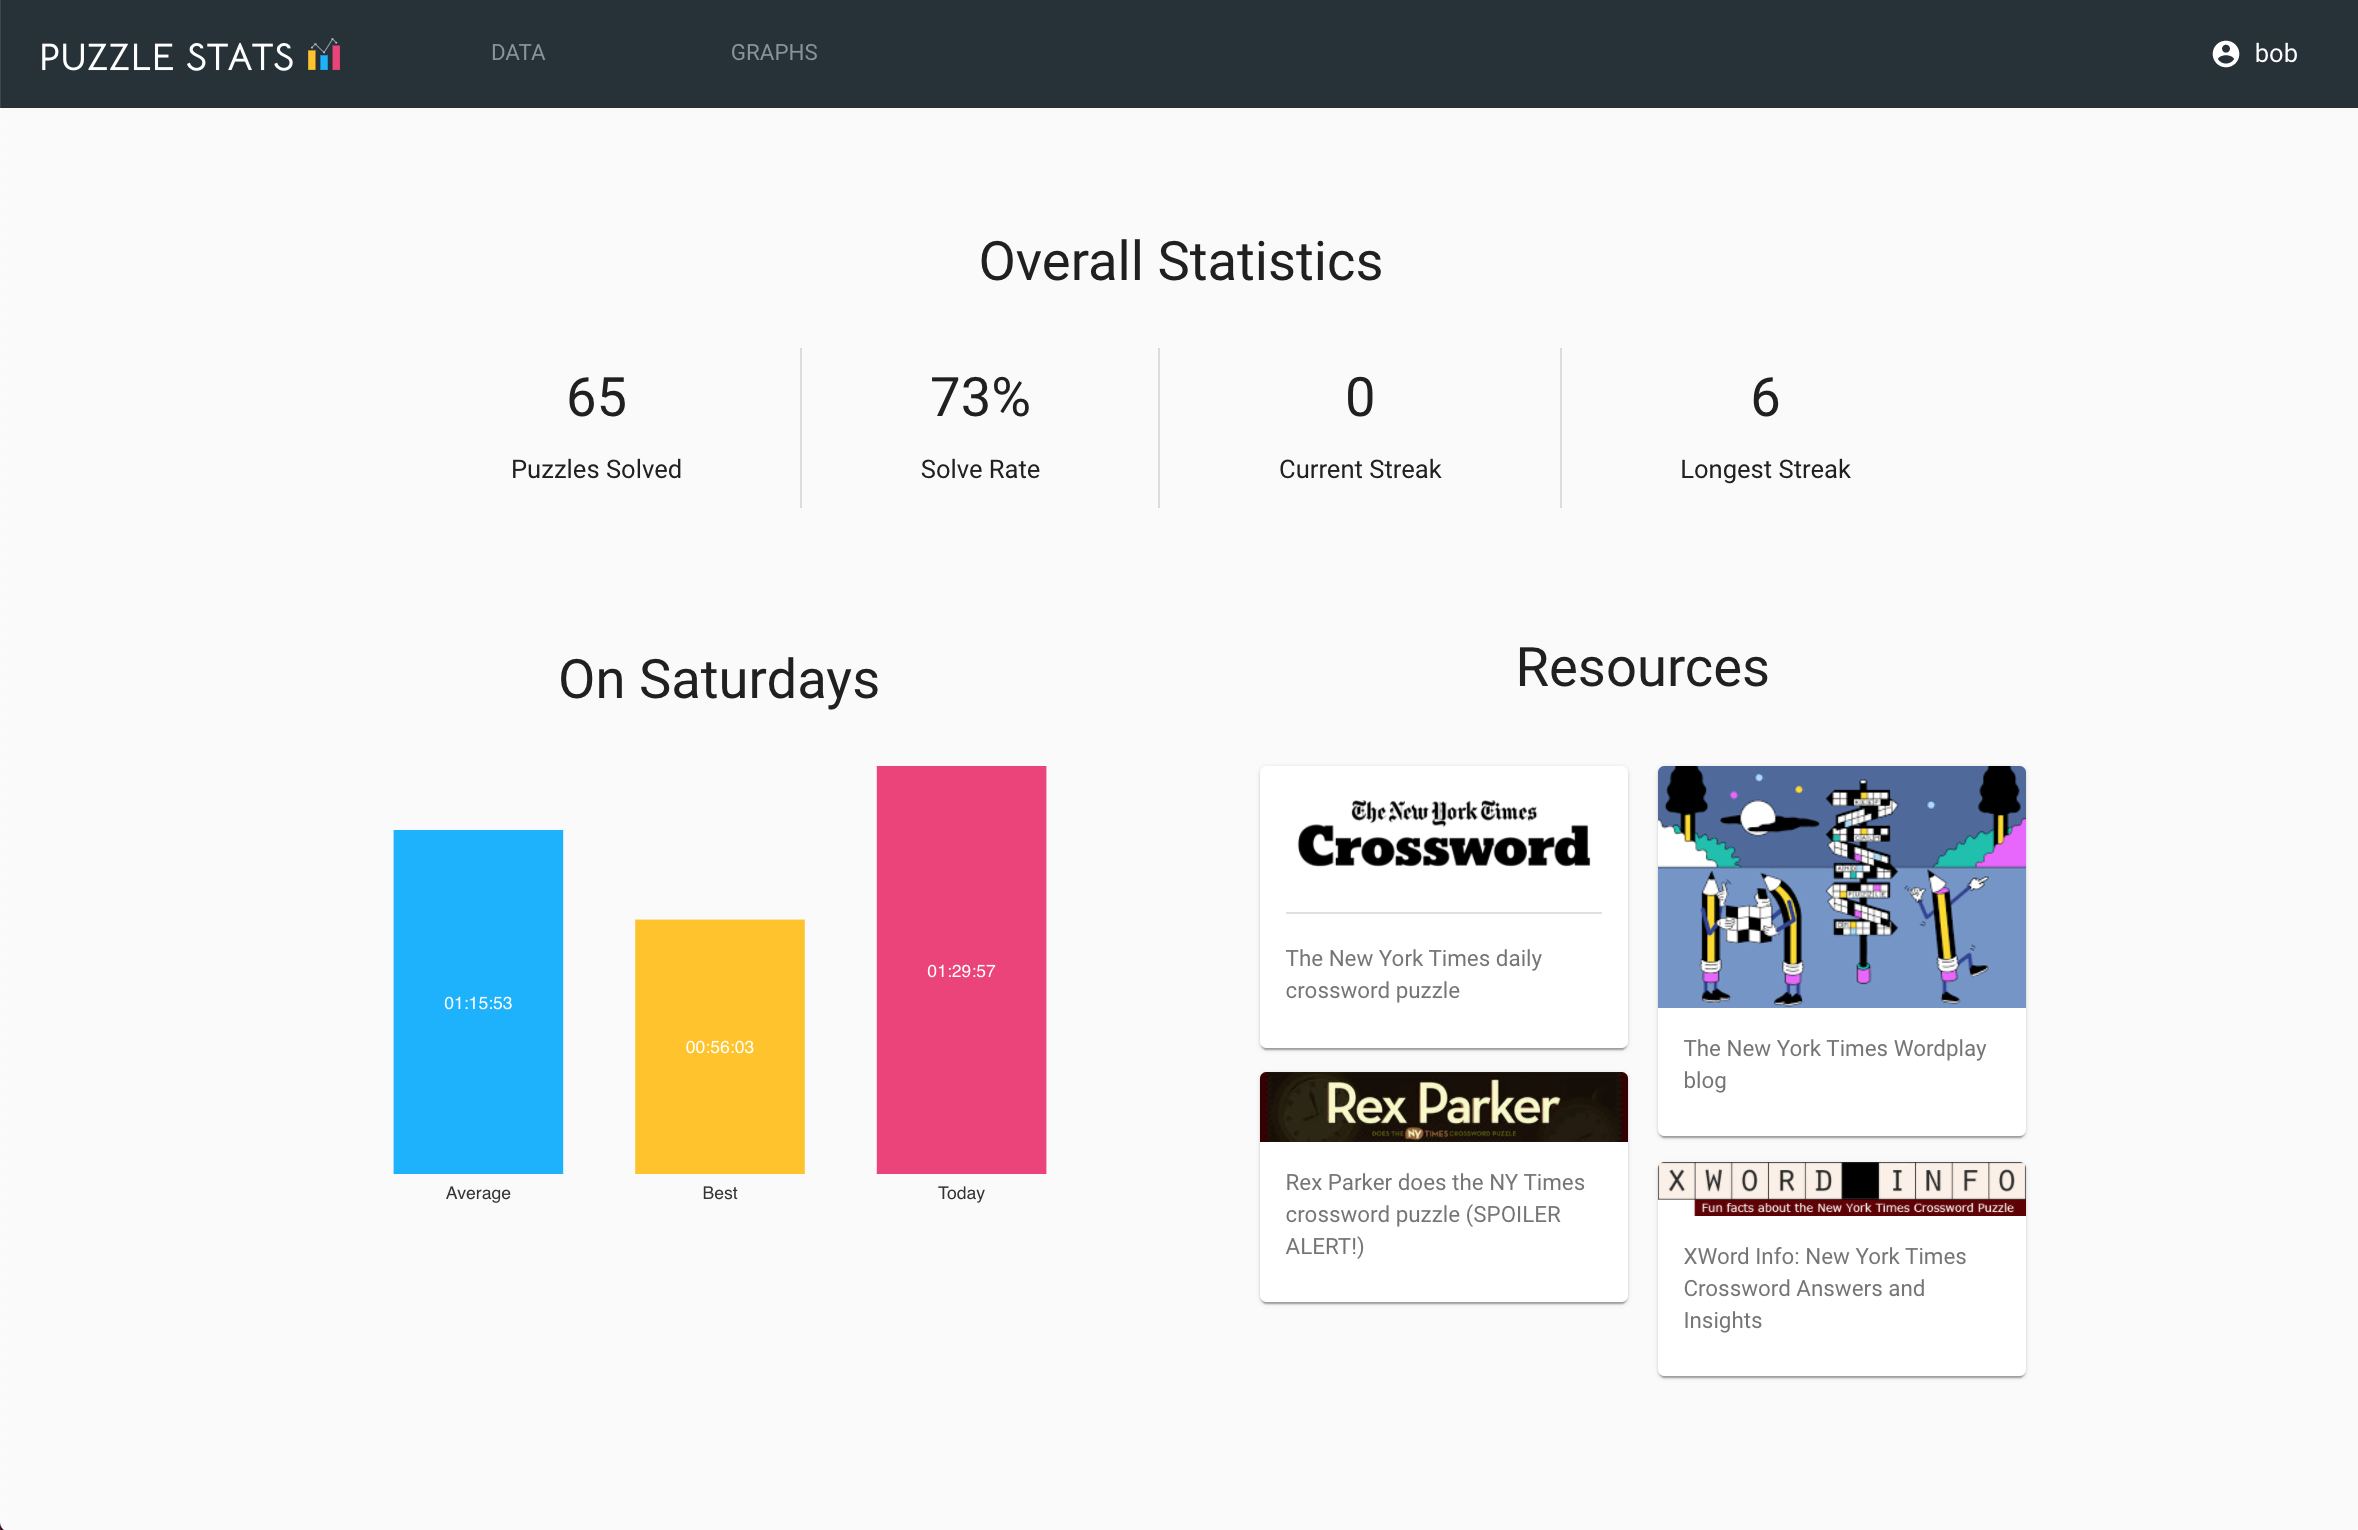 PUZZLE STATS
DATA
GRAPHS
bob
Overall Statistics
65
Puzzles Solved
73%
Solve Rate
0
Current Streak
6
Longest Streak
On Saturdays
01:15:53
Average
00:56:03
Best
01:29:57
Today
Resources
The New York Times
Crossword
The New York Times daily
crossword puzzle
Rex Parker
DOES THE NY TIMES CROSSWORD PUZZLE
Rex Parker does the NY Times
crossword puzzle (SPOILER
ALERT!)
The New York Times Wordplay
blog
XWORD INFO
Fun facts about the New York Times Crossword Puzzle
XWord Info: New York Times
Crossword Answers and
Insights